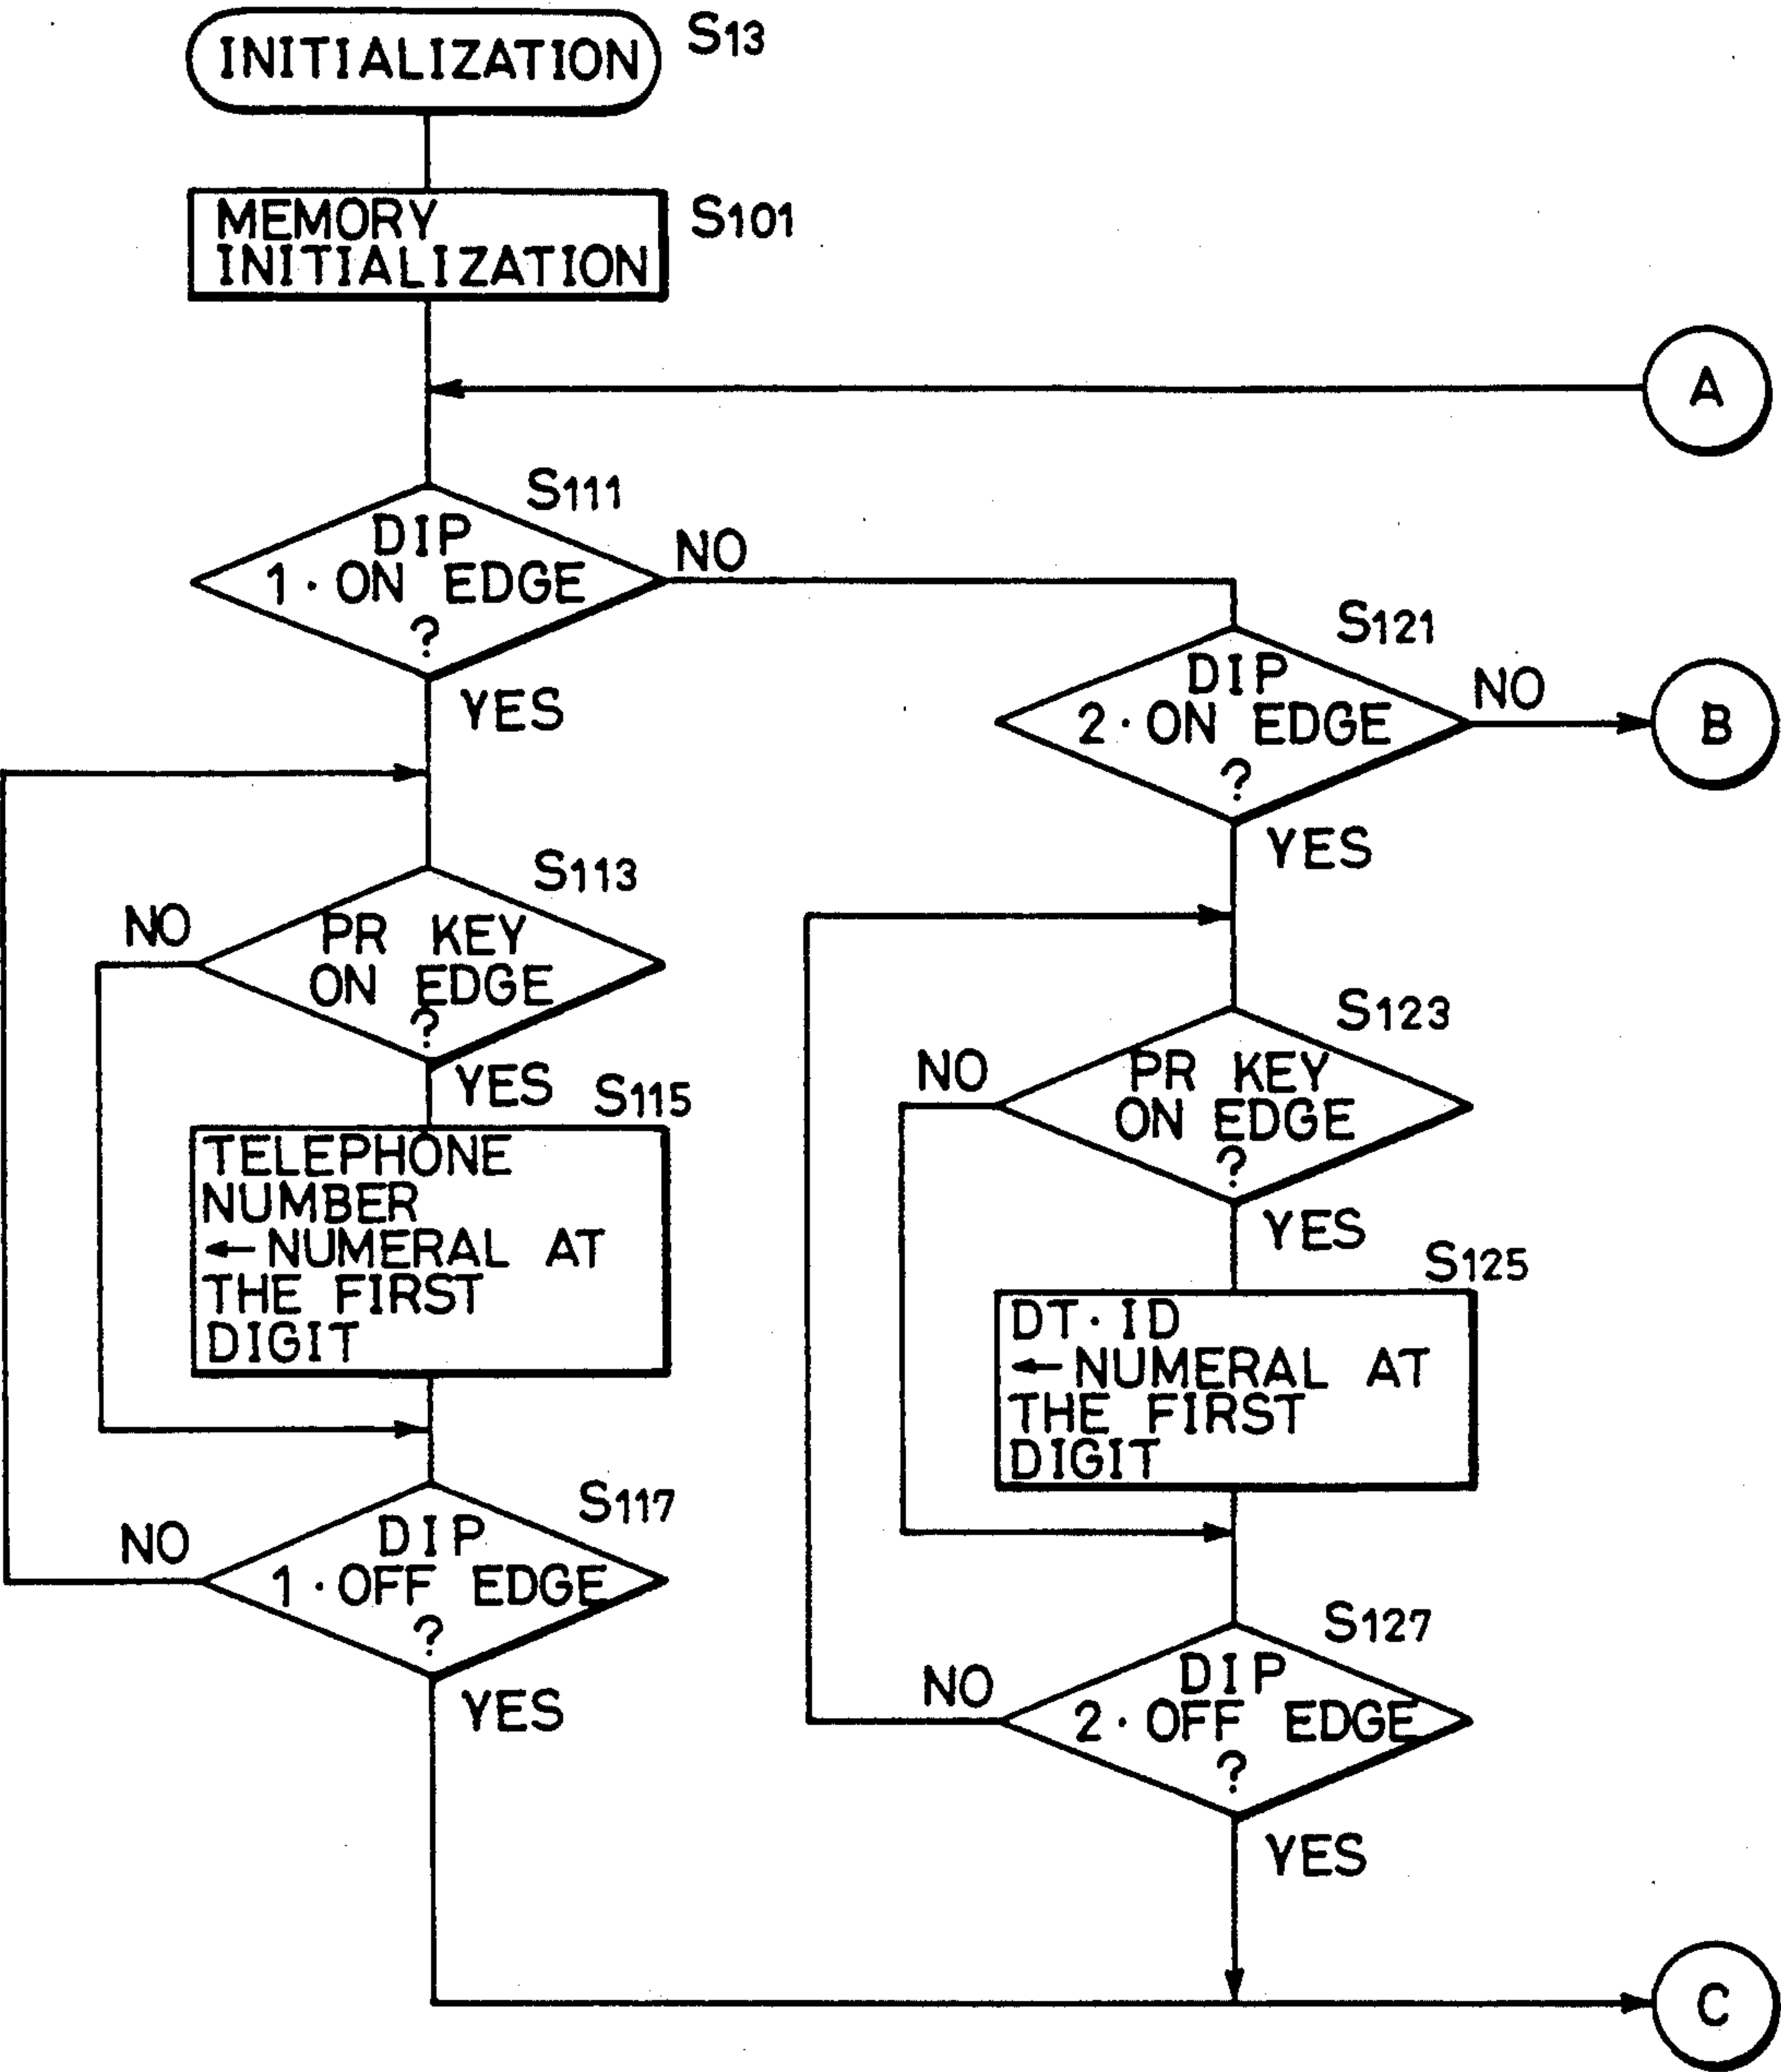 INITIALIZATION
S13
MEMORY
INITIALIZATION
S101
A
S111
DIP
1·ON EDGE
?
NO
YES
S121
DIP
2·ON EDGE
?
NO
B
YES
S113
NO
PR KEY
ON EDGE
?
YES
S115
TELEPHONE
NUMBER
←NUMERAL AT
THE FIRST
DIGIT
S123
NO
PR KEY
ON EDGE
?
YES
S125
DT·ID
←NUMERAL AT
THE FIRST
DIGIT
S117
NO
DIP
1·OFF EDGE
?
YES
S127
NO
DIP
2·OFF EDGE
?
YES
C